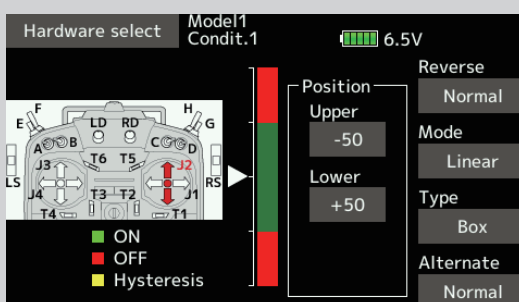 Hardware select
Model1
Condit.1
6.5V
F
H
E
LD
RD
G
A
B
C
D
J3
T6
T5
J2
LS
RS
J4
T3
T2
J1
T4
T1
ON
OFF
Hysteresis
Position
Upper
-50
Lower
+50
Reverse
Normal
Mode
Linear
Type
Box
Alternate
Normal